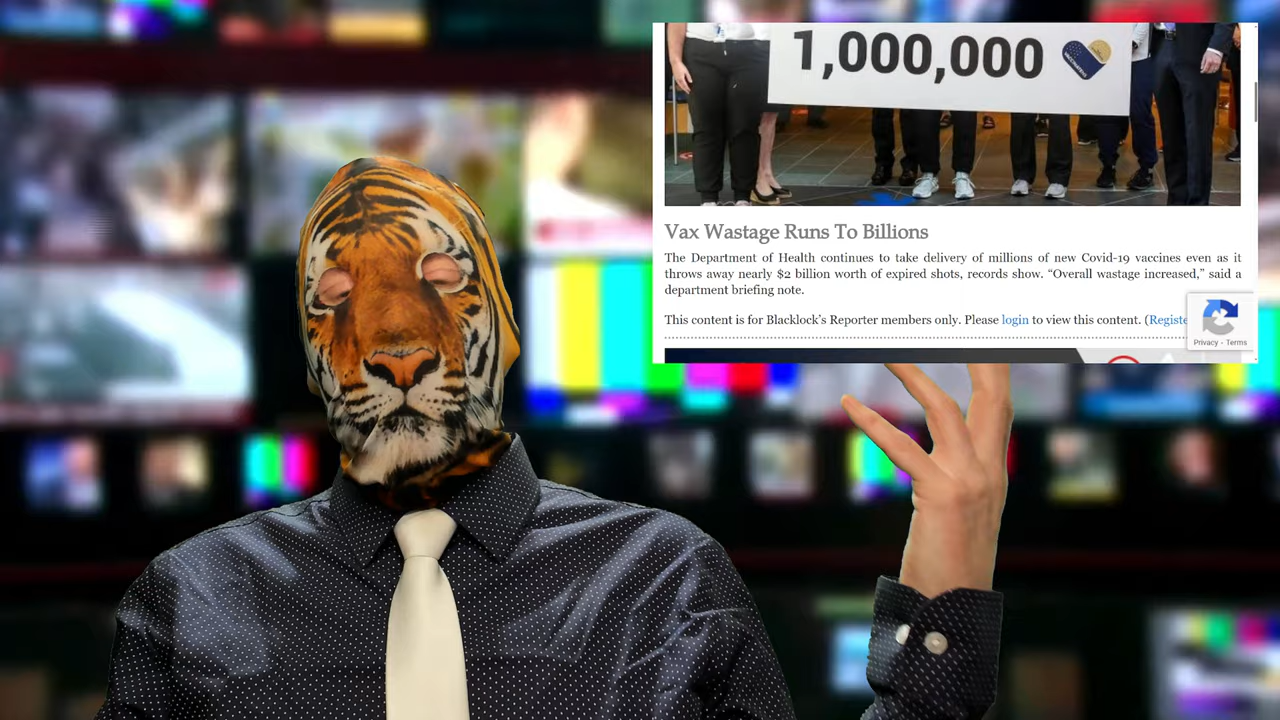 1,000,000
Vax Wastage Runs To Billions
The Department of Health continues to take delivery of millions of new Covid-19 vaccines even as it
throws away nearly $2 billion worth of expired shots, records show. “Overall wastage increased,” said a
department briefing note.
This content is for Blacklock’s Reporter members only. Please login to view this content. (Registe
Privacy - Terms